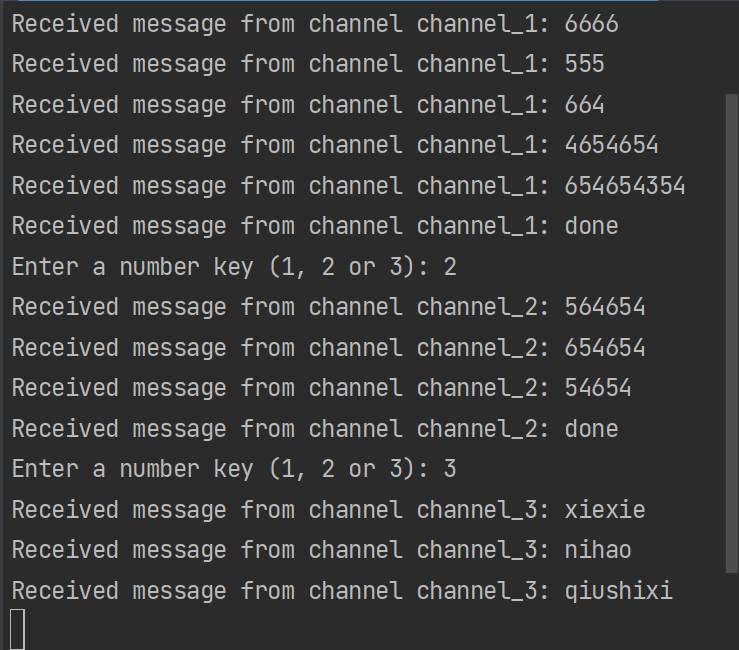 Received message from channel channel_1: 6666
Received message from channel channel_1: 555
Received message from channel channel_1: 664
Received message from channel channel_1: 4654654
Received message from channel channel_1: 654654354
Received message from channel channel_1: done
Enter a number key (1, 2 or 3): 2
Received message from channel channel_2: 564654
Received message from channel channel_2: 654654
Received message from channel channel_2: 54654
Received message from channel channel_2: done
Enter a number key (1, 2 or 3): 3
Received message from channel channel_3: xiexie
Received message from channel channel_3: nihao
Received message from channel channel_3: qiushixi